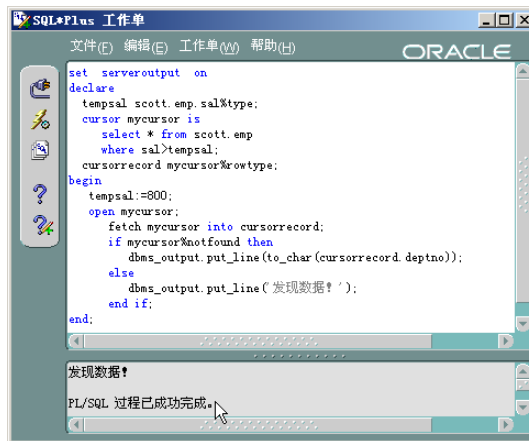 SQL*Plus 工作单
文件(F) 编辑(E) 工作单(W) 帮助(H)
ORACLE
set serveroutput on
declare
tempsal scott.emp.sal%type;
cursor mycursor is
select * from scott.emp
where sal>tempsal;
cursorrecord mycursor%rowtype;
begin
tempsal:=800;
open mycursor;
fetch mycursor into cursorrecord;
if mycursor%notfound then
dbms_output.put_line(to_char(cursorrecord.deptno));
else
dbms_output.put_line('发现数据!');
end if;
end;
发现数据!
PL/SQL 过程已成功完成。